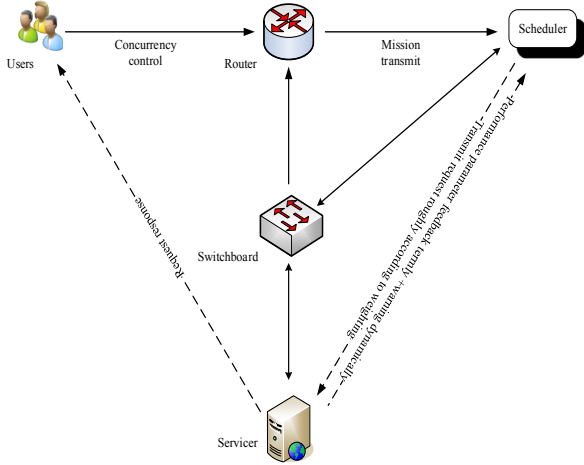 Scheduler
Users
Concurrency
control
Router
Mission
transmit
-Performance parameter feedback termly+warning dynamically-
-Transmit request roughly according to weighting
Request response
Switchboard
Servicer